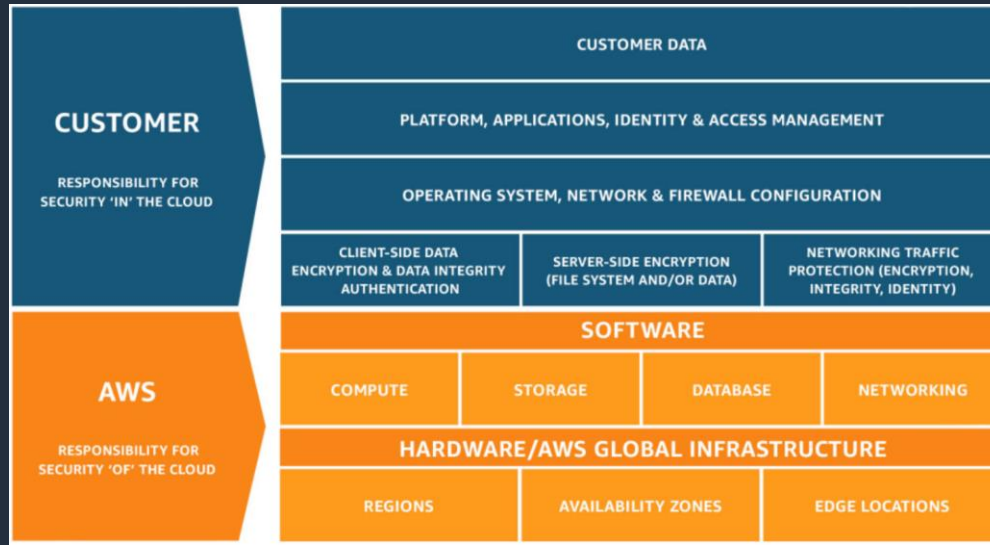 CUSTOMER
RESPONSIBILITY FOR
SECURITY 'IN' THE CLOUD
CUSTOMER DATA
PLATFORM, APPLICATIONS, IDENTITY & ACCESS MANAGEMENT
OPERATING SYSTEM, NETWORK & FIREWALL CONFIGURATION
CLIENT-SIDE DATA
ENCRYPTION & DATA INTEGRITY
AUTHENTICATION
SERVER-SIDE ENCRYPTION
(FILE SYSTEM AND/OR DATA)
NETWORKING TRAFFIC
PROTECTION (ENCRYPTION,
INTEGRITY, IDENTITY)
AWS
RESPONSIBILITY FOR
SECURITY 'OF' THE CLOUD
SOFTWARE
COMPUTE
STORAGE
DATABASE
NETWORKING
HARDWARE/AWS GLOBAL INFRASTRUCTURE
REGIONS
AVAILABILITY ZONES
EDGE LOCATIONS